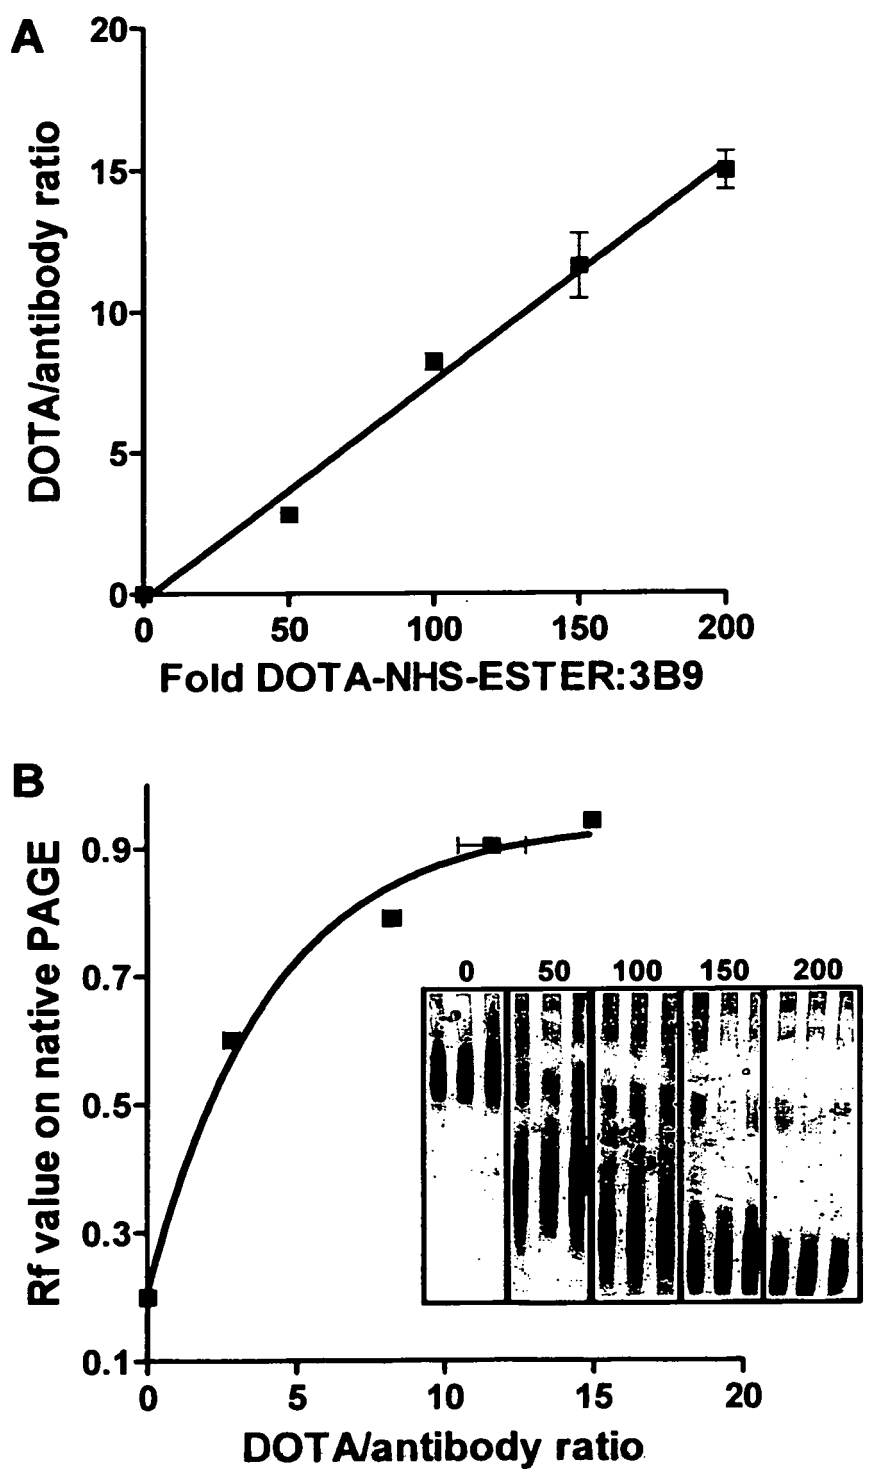 A
20
15
10
5
0
DOTA/antibody ratio
0 50 100 150 200
Fold DOTA-NHS-ESTER:3B9
B
0.9
0.7
0.5
0.3
0.1
Rf value on native PAGE
0 50 100 150 200
0 5 10 15 20
DOTA/antibody ratio